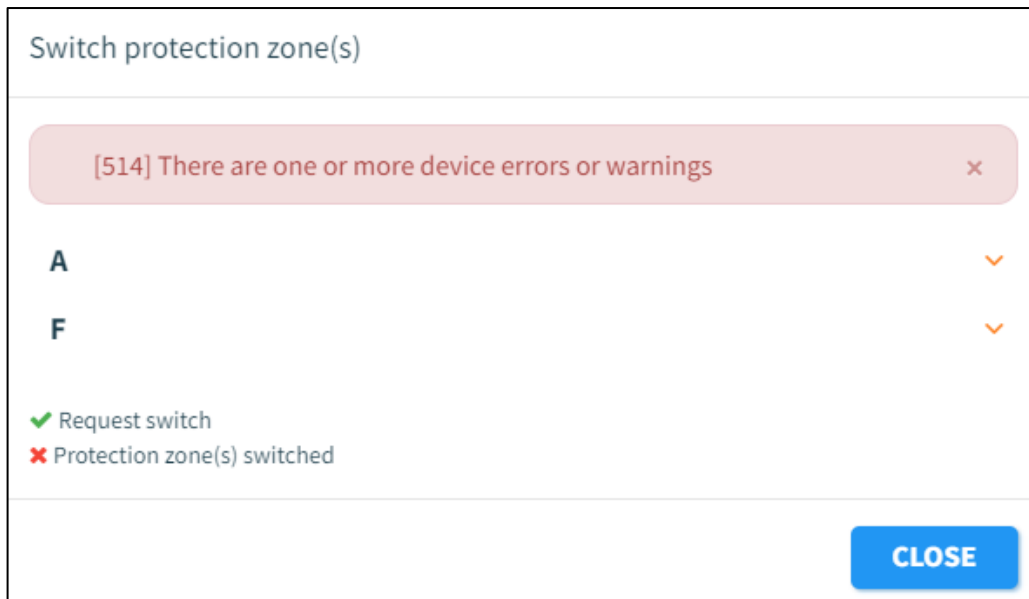 Switch protection zone(s)
[514] There are one or more device errors or warnings
A
F
Request switch
Protection zone(s) switched
CLOSE